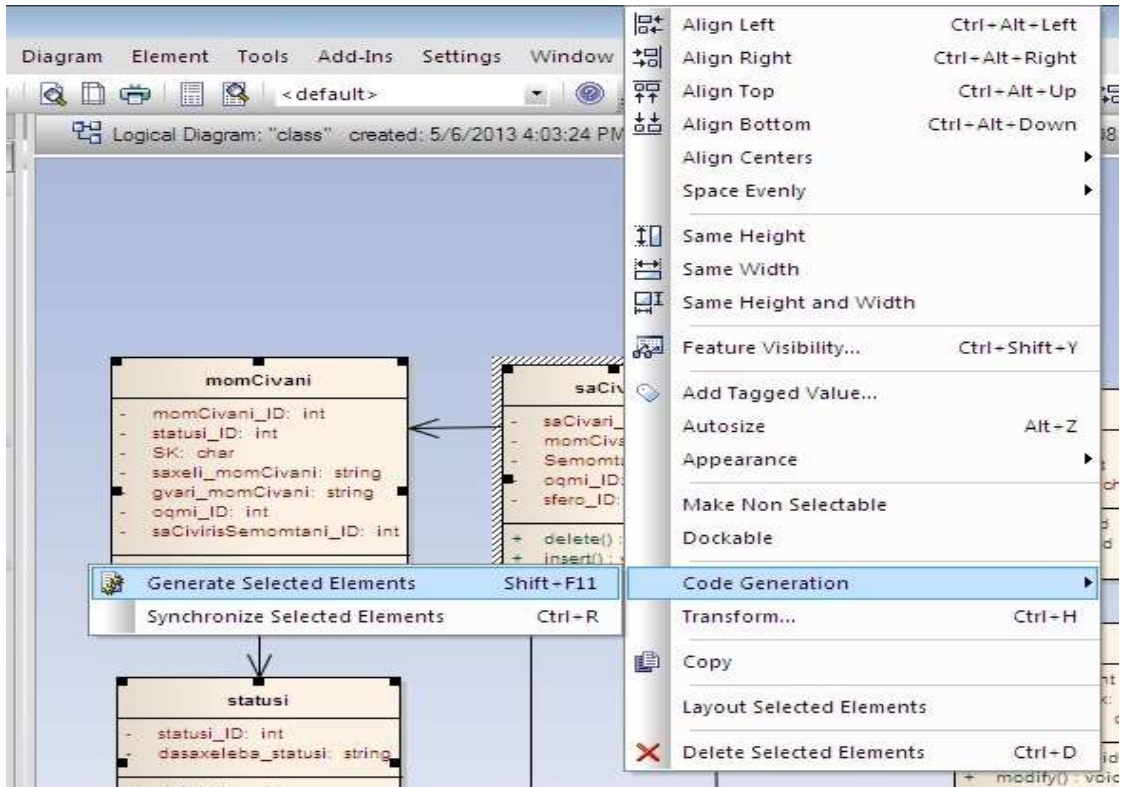 Diagram Element Tools Add-Ins Settings Window
<default>
Logical Diagram: "class" created: 5/6/2013 4:03:24 PM
Align Left Ctrl+Alt+Left
Align Right Ctrl+Alt+Right
Align Top Ctrl+Alt+Up
Align Bottom Ctrl+Alt+Down
Align Centers
Space Evenly
Same Height
Same Width
Same Height and Width
Feature Visibility... Ctrl+Shift+Y
Add Tagged Value...
Autosize Alt+Z
Appearance
Make Non Selectable
Dockable
Code Generation
Transform... Ctrl+H
Copy
Layout Selected Elements
Delete Selected Elements Ctrl+D
Generate Selected Elements Shift+F11
Synchronize Selected Elements Ctrl+R
momCivani
- momCivani_ID: int
- statusi_ID: int
- SK: char
- saxeli_momCivani: string
- gvari_momCivani: string
- oqmi_ID: int
- saCivirisSemomtani_ID: int
saCiv
- saCivari_
- momCiva
- Semomta
- oqmi_ID:
- sfero_ID:
+ delete() :
+ insert() : v
statusi
- statusi_ID: int
- dasaxeleba_statusi: string
+ modify() : void